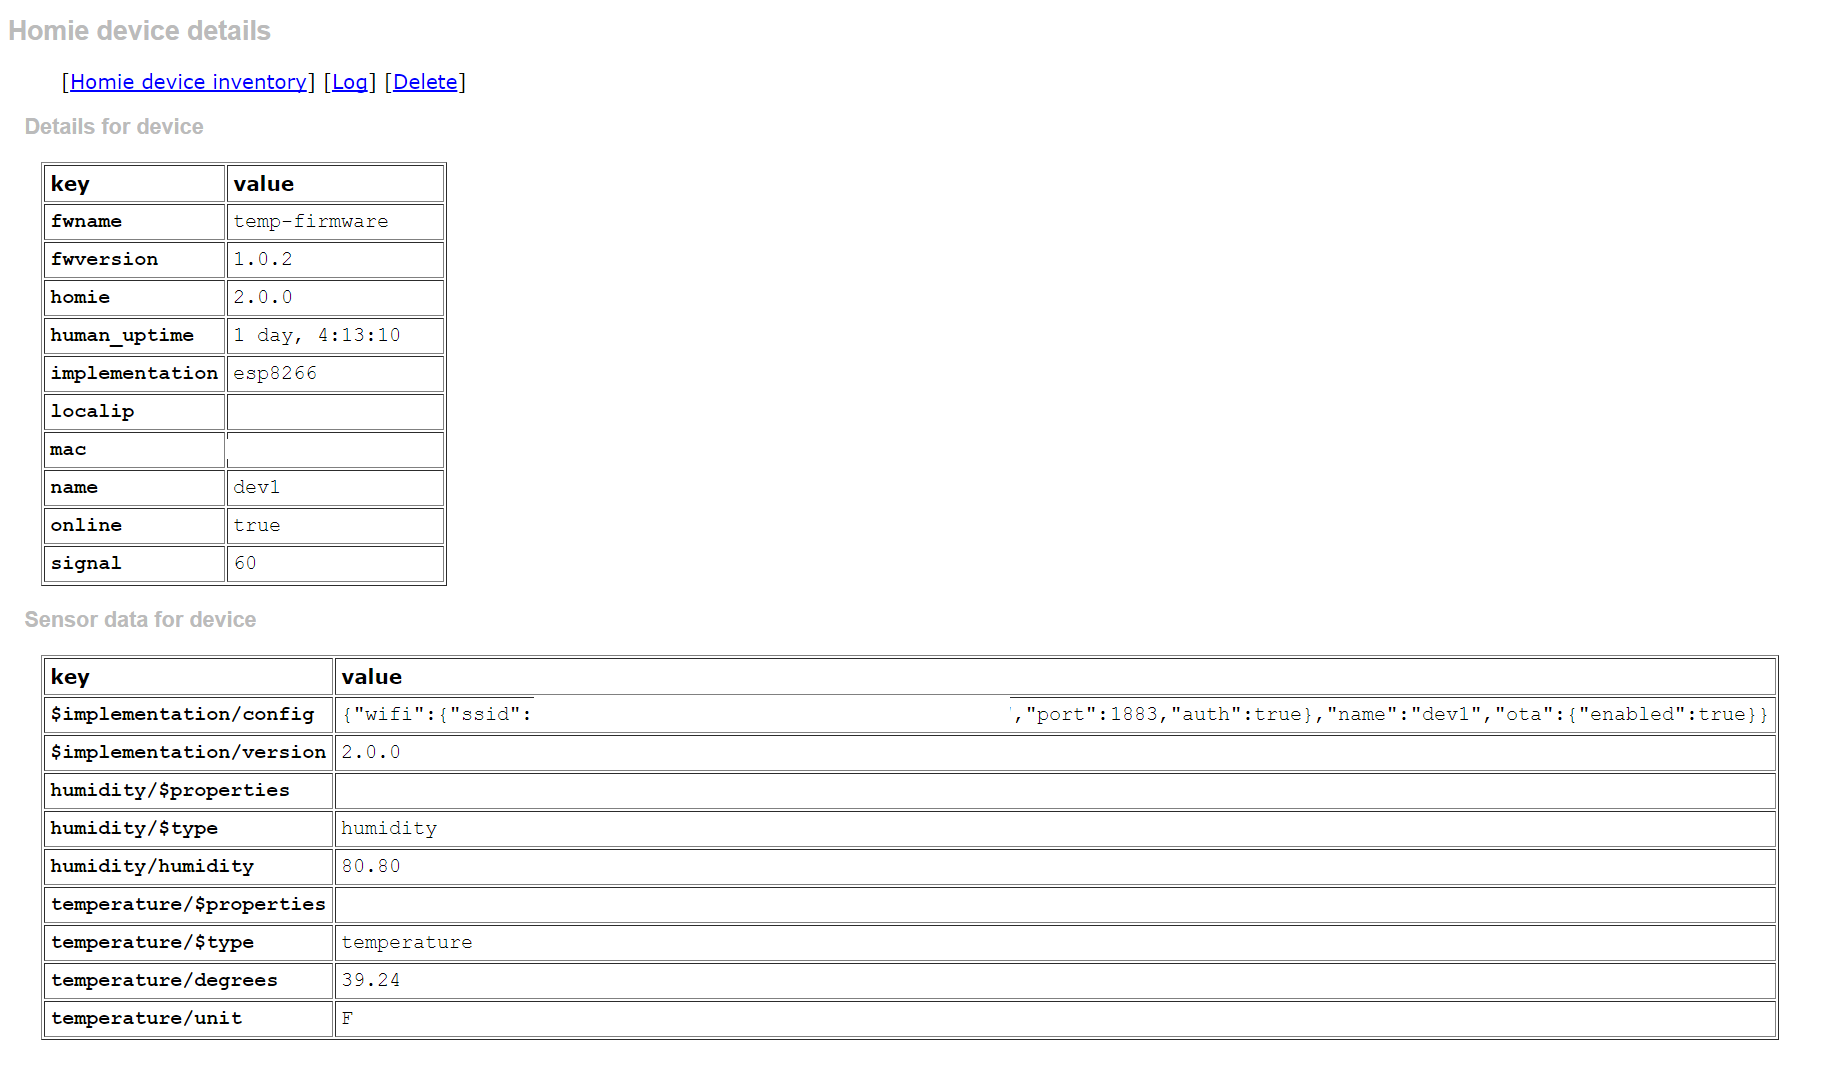 Homie device details
[Homie device inventory] [Log] [Delete]
Details for device
key value
fwname temp-firmware
fwversion 1.0.2
homie 2.0.0
human_uptime 1 day, 4:13:10
implementation esp8266
localip
mac
name dev1
online true
signal 60
Sensor data for device
key value
$implementation/config {"wifi":{"ssid": ","port":1883,"auth":true},"name":"dev1","ota":{"enabled":true}}
$implementation/version 2.0.0
humidity/$properties
humidity/$type humidity
humidity/humidity 80.80
temperature/$properties
temperature/$type temperature
temperature/degrees 39.24
temperature/unit F